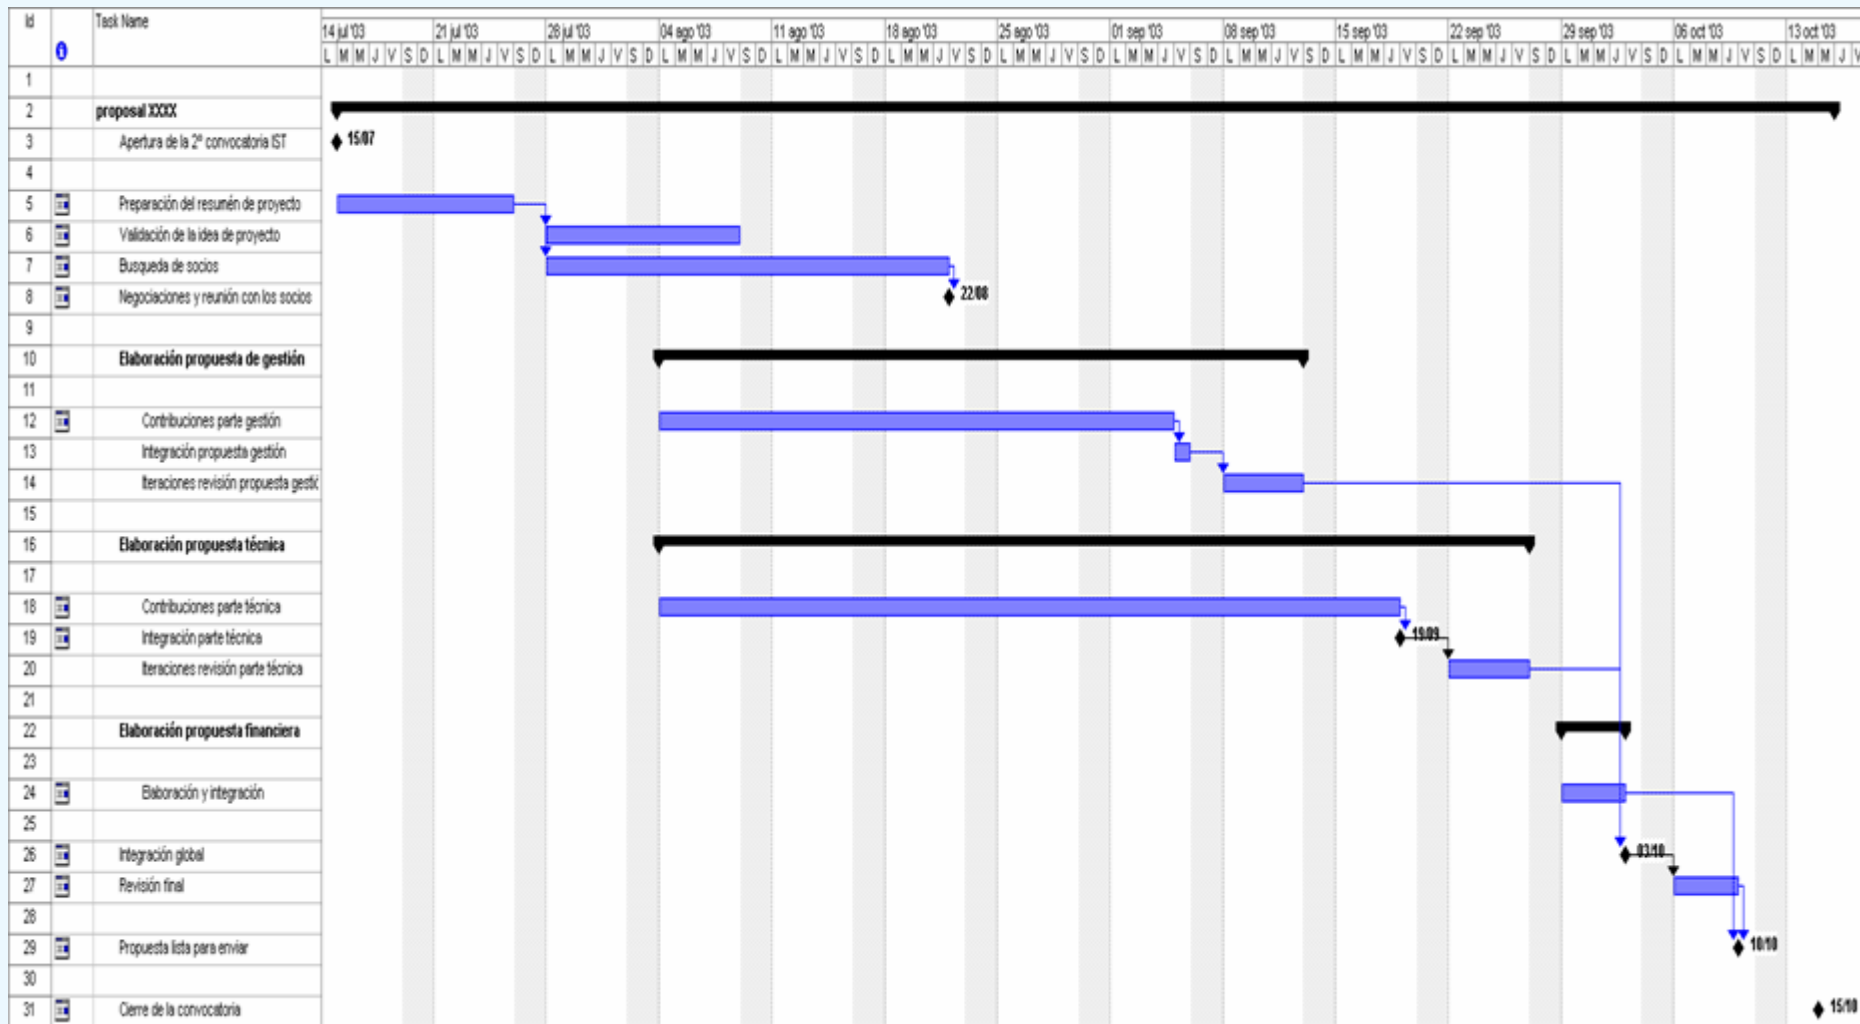 Id Task Name 14 jul '03 21 jul '03 28 jul '03 04 ago '03 11 ago '03 18 ago '03 25 ago '03 01 sep '03 08 sep '03 15 sep '03 22 sep '03 29 sep '03 06 oct '03 13 oct '03
L M M J V S D L M M J V S D L M M J V S D L M M J V S D L M M J V S D L M M J V S D L M M J V S D L M M J V S D L M M J V S D L M M J V S D L M M J V S D L M M J V S D L M M J V S D L M M J V
1
2 proposal XXXX
3 Apertura de la 2ª convocatoria IST 15/07
4
5 Preparación del resumén de proyecto
6 Validación de la idea de proyecto
7 Busqueda de socios
8 Negociaciones y reunión con los socios 22/08
9
10 Elaboración propuesta de gestión
11
12 Contribuciones parte gestión
13 Integración propuesta gestión
14 Iteraciones revisión propuesta gestic
15
16 Elaboración propuesta técnica
17
18 Contribuciones parte técnica
19 Integración parte técnica 19/09
20 Iteraciones revisión parte técnica
21
22 Elaboración propuesta financiera
23
24 Elaboración y integración
25
26 Integración global 03/10
27 Revisión final
28
29 Propuesta lista para enviar 10/10
30
31 Cierre de la convocatoria 15/10